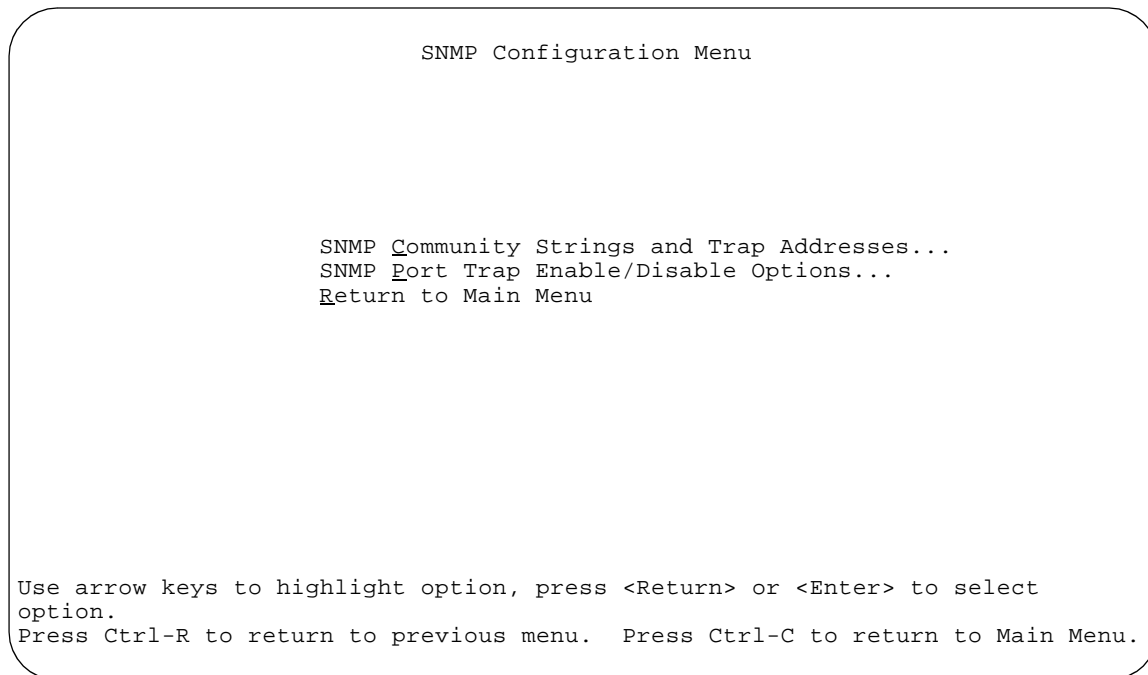 SNMP Configuration Menu
SNMP Community Strings and Trap Addresses...
SNMP Port Trap Enable/Disable Options...
Return to Main Menu
Use arrow keys to highlight option, press <Return> or <Enter> to select
option.
Press Ctrl-R to return to previous menu.  Press Ctrl-C to return to Main Menu.